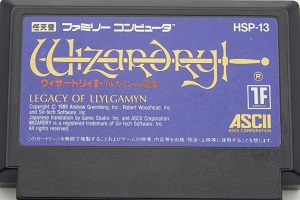 任天堂 ファミリーコンピュータ HSP-13
WIZARDRY II
®
ウィザードリィII・リルガミンの遺産
LEGACY OF LLYLGAMYN
1F
Copyright © 1989 Andrew Greenberg, Inc., Robert Woodhead, Inc.
and Sir-tech Software, Inc.
Japanese translation by Game Studio, Inc. and ASCII Corporation.
WIZARDRY is a registered trademark of Sir-tech Software, Inc.
All rights reserved.
ASCII
ASCII CORPORATION